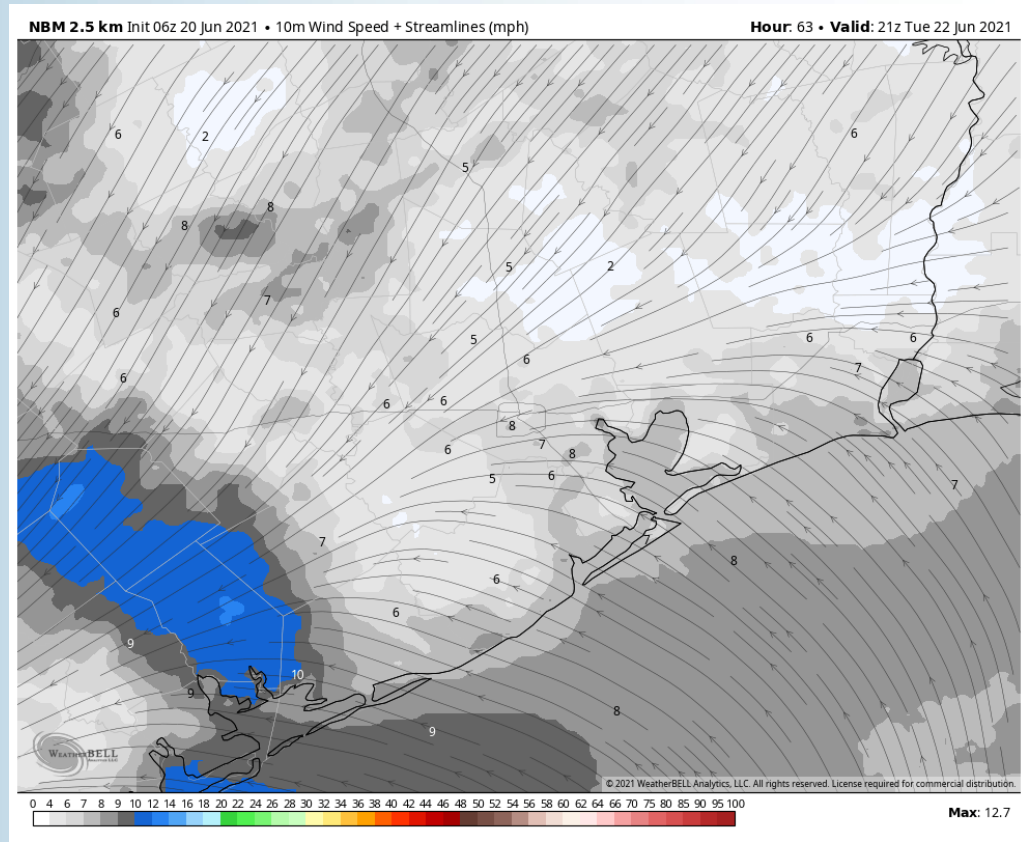 NBM 2.5 km Init 06z 20 Jun 2021 • 10m Wind Speed + Streamlines (mph) Hour: 63 • Valid: 21z Tue 22 Jun 2021
6 2 6
5
8 8
5 2
7
6
5 6 6
6 7
6
6 6
8
6 7 8
5 6
7
7
8
6
6
9
10
9
8
9
WEATHERBELL
Analytics LLC
© 2021 WeatherBELL Analytics, LLC. All rights reserved. License required for commercial distribution.
0 4 6 7 8 9 10 12 14 16 18 20 22 24 26 28 30 32 34 36 38 40 42 44 46 48 50 52 54 56 58 60 62 64 66 70 75 80 85 90 95 100
Max: 12.7